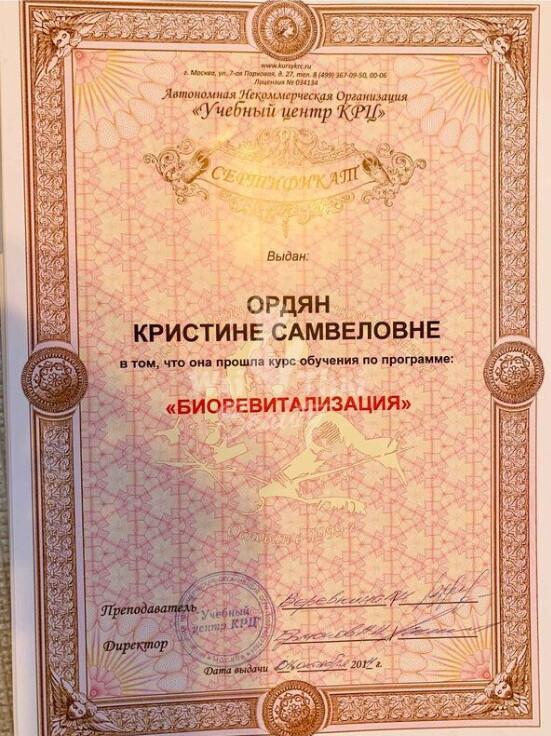 www.kursykrc.ru
г. Москва, ул. 7-ая Парковая, д. 27, тел. 8 (499) 367-09-50, 00-06
Лицензия № 034134
Автономная Некоммерческая Организация
«Учебный центр КРЦ»
СЕРТИФИКАТ
Выдан:
ОРДЯН
КРИСТИНЕ САМВЕЛОВНЕ
в том, что она прошла курс обучения по программе:
«БИОРЕВИТАЛИЗАЦИЯ»
Преподаватель
"Учебный
центр КРЦ"
Директор
Дата выдачи
г.